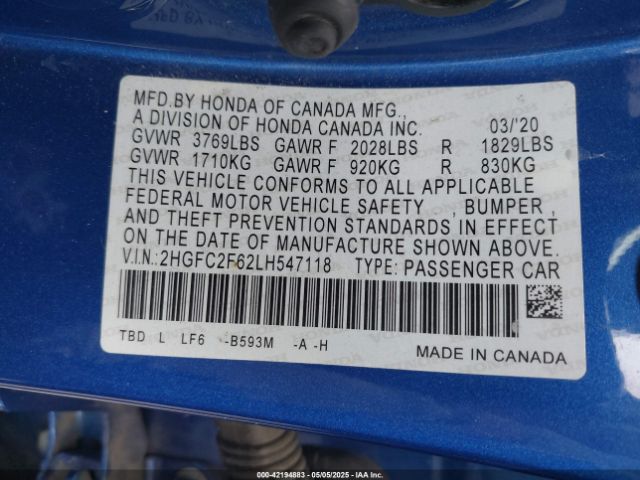 MFD.BY HONDA OF CANADA MFG.,
A DIVISION OF HONDA CANADA INC. 03/'20
GVWR 3769LBS GAWR F 2028LBS R 1829LBS
GVWR 1710KG GAWR F 920KG R 830KG
THIS VEHICLE CONFORMS TO ALL APPLICABLE
FEDERAL MOTOR VEHICLE SAFETY , BUMPER ,
AND THEFT PREVENTION STANDARDS IN EFFECT
ON THE DATE OF MANUFACTURE SHOWN ABOVE.
V.I.N.:2HGFC2F62LH547118 TYPE: PASSENGER CAR
TBD L LF6 -B593M -A -H
MADE IN CANADA
000-42194883 - 05/05/2025 - IAA Inc.